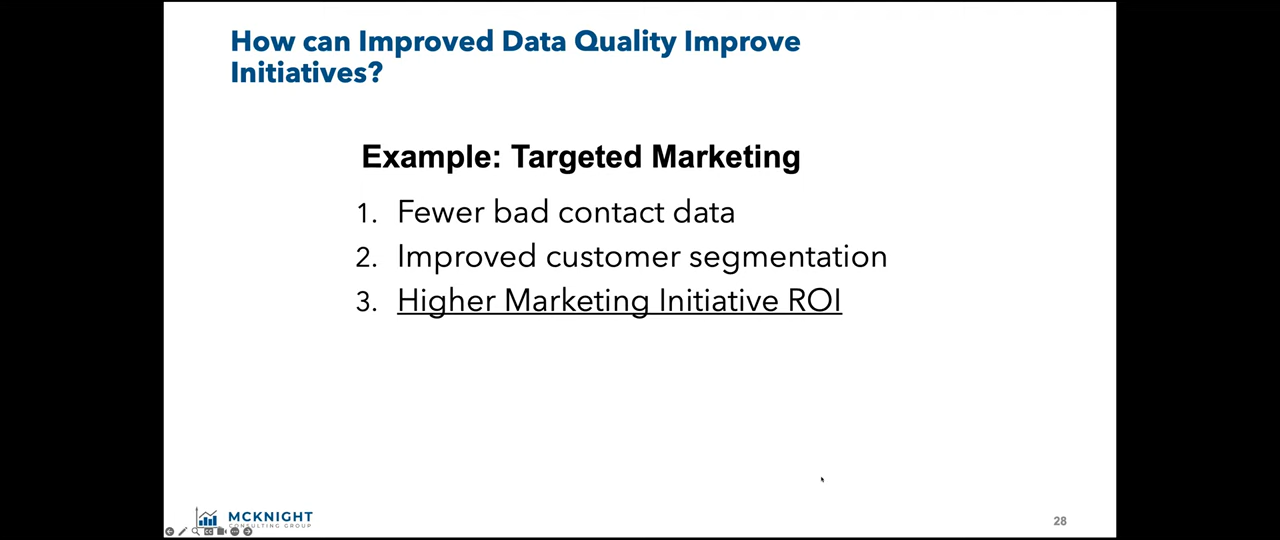 How can Improved Data Quality Improve
Initiatives?
Example: Targeted Marketing
1. Fewer bad contact data
2. Improved customer segmentation
3. Higher Marketing Initiative ROI
MCKNIGHT
CONSULTING GROUP
28